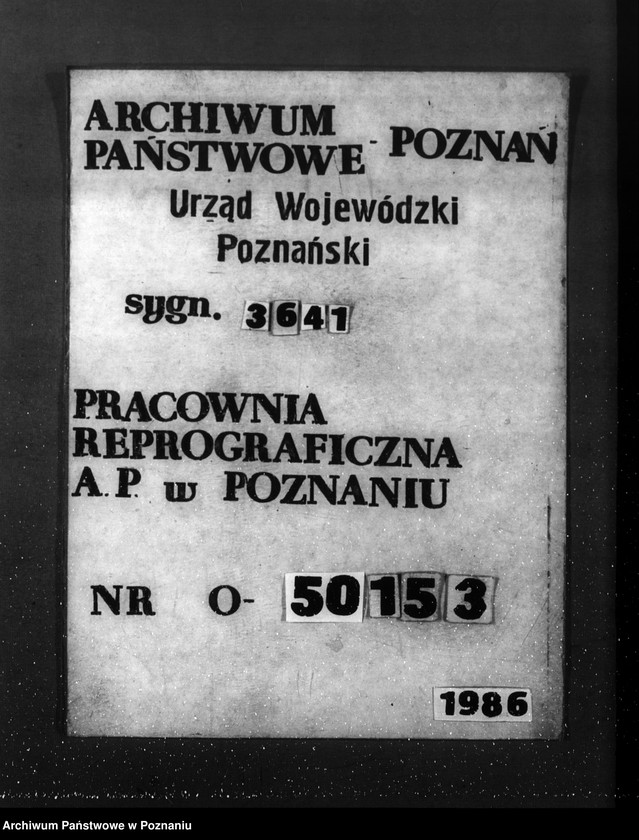 ARCHIWUM
PAŃSTWOWE - POZNAŃ
Urząd Wojewódzki
Poznański
sygn. 3641
PRACOWNIA
REPROGRAFICZNA
A.P. w POZNANIU
NR O- 50153
1986
Archiwum Państwowe w Poznaniu